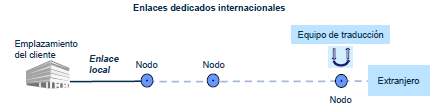 Enlaces dedicados internacionales
Equipo de traducción
Emplazamiento
del cliente
Enlace
local
Nodo
Nodo
Extranjero
Nodo